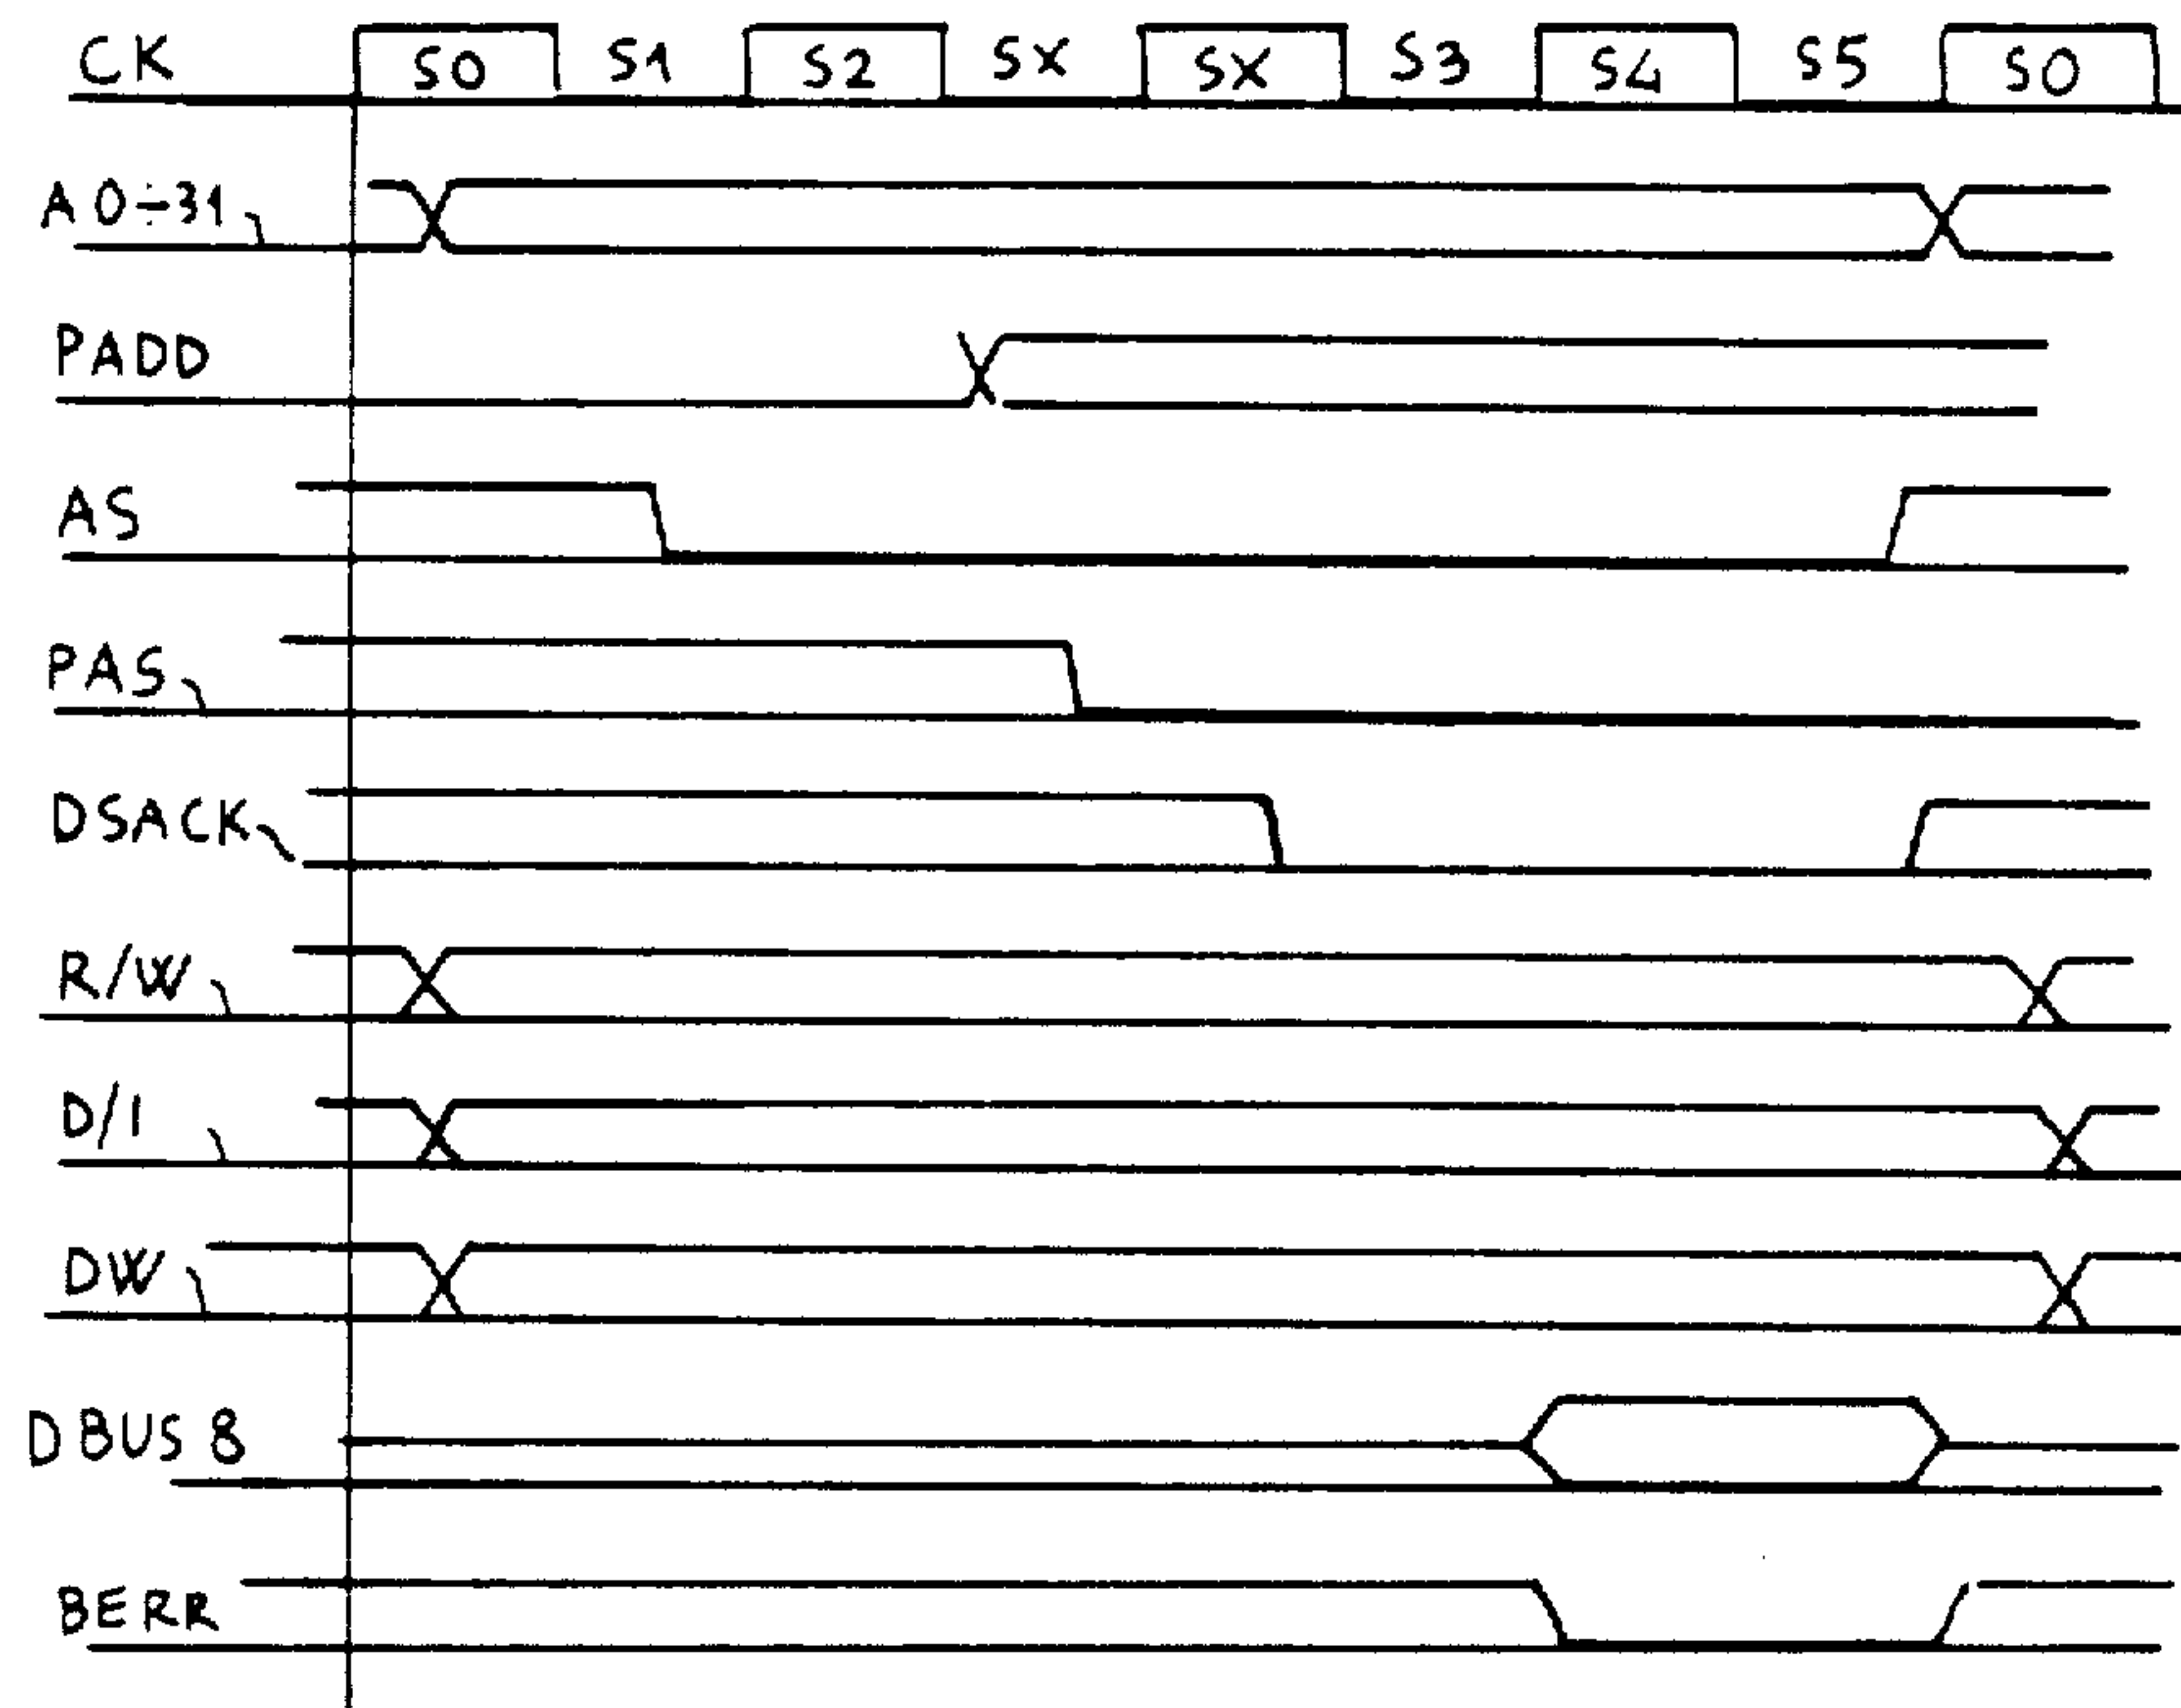 CK S0 S1 S2 SX SX S3 S4 S5 S0
A 0÷31
PADD
AS
PAS
DSACK
R/W
D/I
DW
DBUS 8
BERR